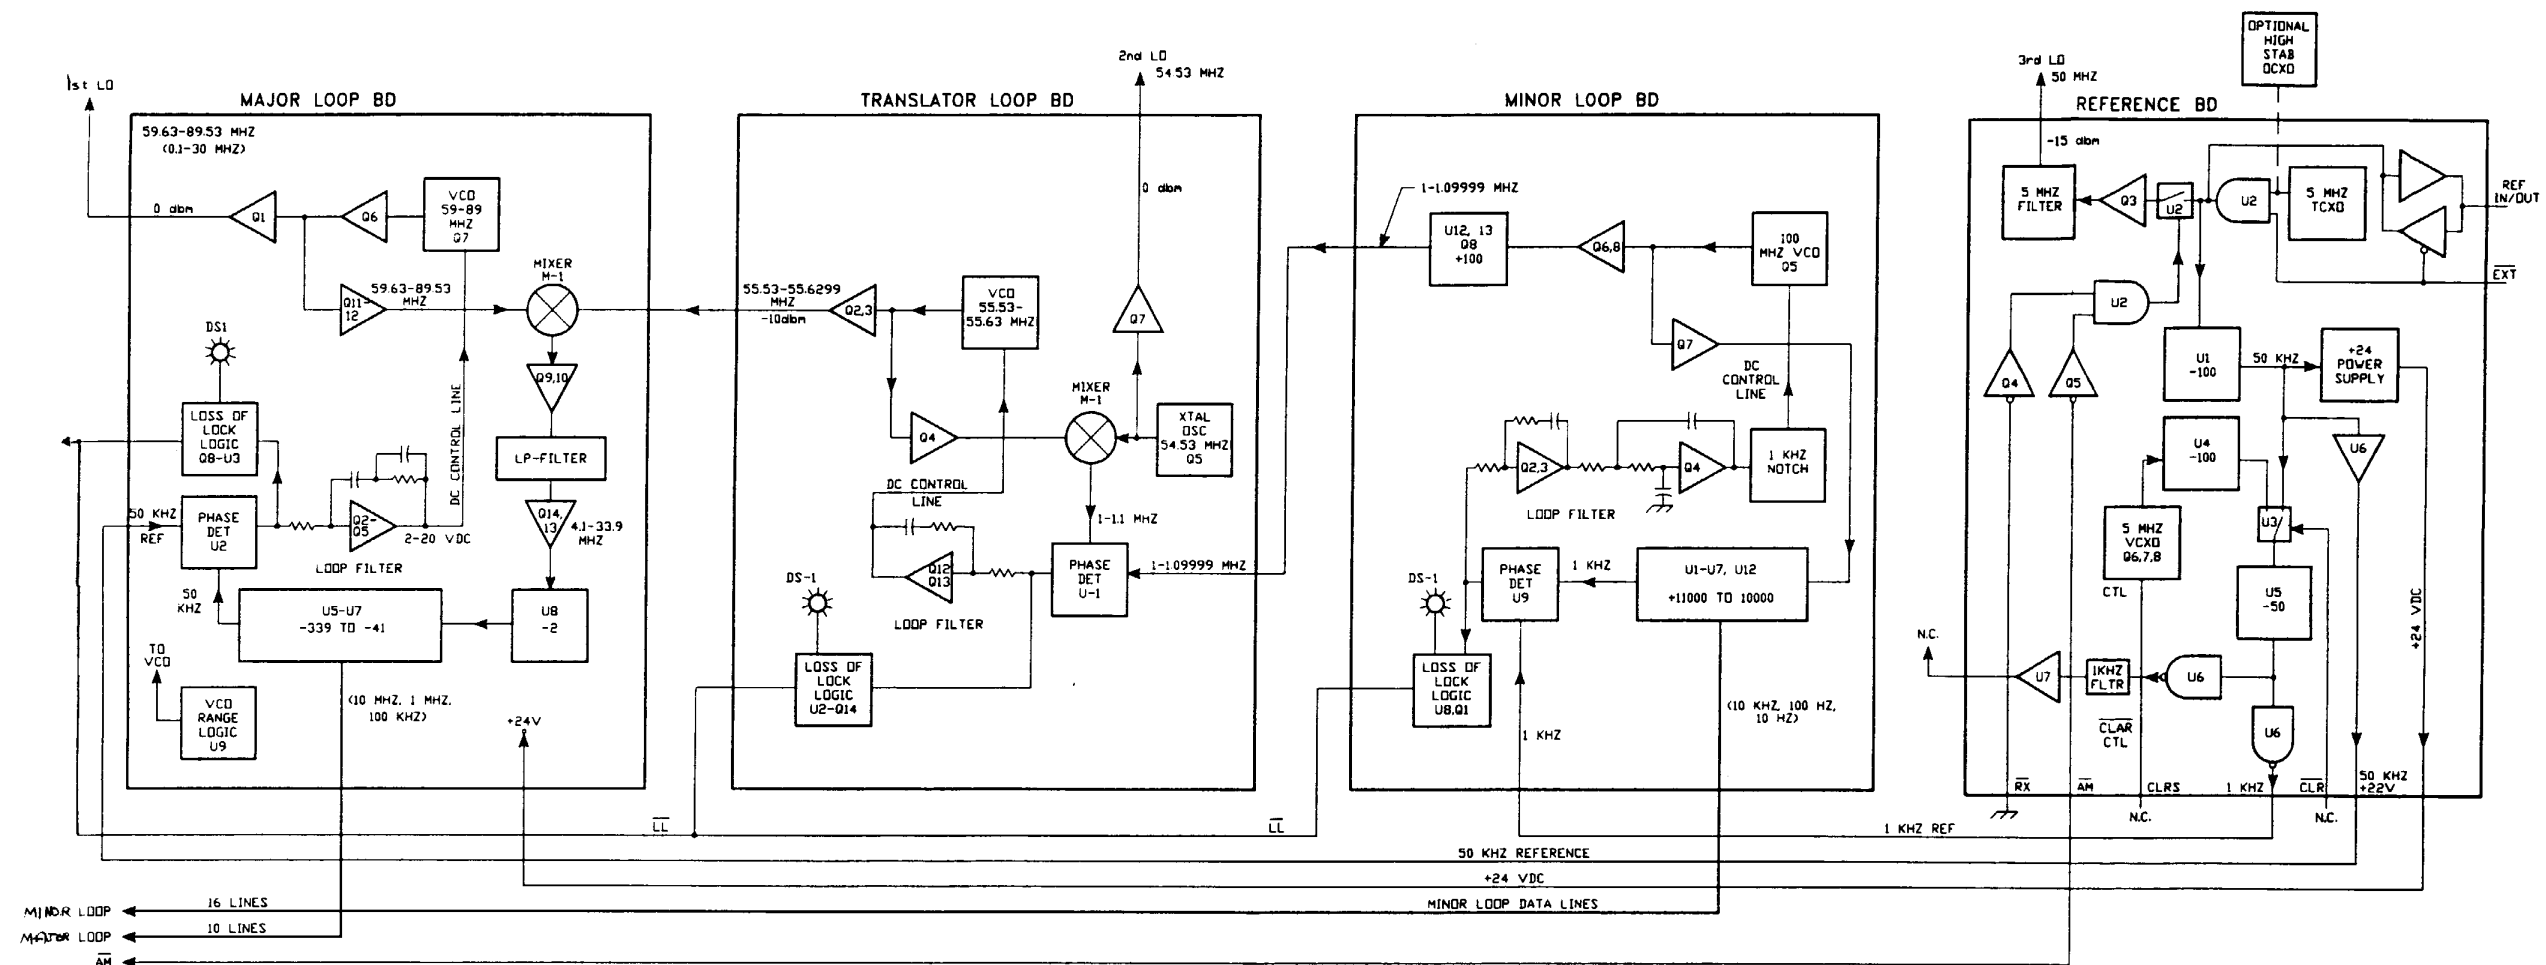 1st LO
MAJOR LOOP BD
59.63-89.53 MHZ
(0.1-30 MHZ)
0 dbm
Q1
Q6
VCO
59-89
MHZ
Q7
Q11-
12
59.63-89.53
MHZ
MIXER
M-1
DS1
Q9,10
LOSS OF
LOCK
LOGIC
Q8-U3
DC CONTROL LINE
LP-FILTER
50 KHZ
REF
PHASE
DET
U2
Q2-
Q5
2-20 VDC
LOOP FILTER
Q14,
13
4.1-33.9
MHZ
50
KHZ
U5-U7
-339 TO -41
U8
-2
TO
VCO
VCO
RANGE
LOGIC
U9
(10 MHZ, 1 MHZ,
100 KHZ)
+24V
TRANSLATOR LOOP BD
2nd LO
54.53 MHZ
0 dbm
55.53-55.6299
MHZ
-10dbm
Q2,3
VCO
55.53-
55.63 MHZ
Q7
Q4
MIXER
M-1
XTAL
OSC
54.53 MHZ
Q5
DC CONTROL
LINE
1-1.1 MHZ
Q12
Q13
PHASE
DET
U-1
1-1.09999 MHZ
DS-1
LOOP FILTER
LOSS OF
LOCK
LOGIC
U2-Q14
MINOR LOOP BD
1-1.09999 MHZ
U12, 13
Q8
+100
Q6,8
100
MHZ VCO
Q5
Q7
DC
CONTROL
LINE
Q2,3
Q4
1 KHZ
NOTCH
LOOP FILTER
DS-1
PHASE
DET
U9
1 KHZ
U1-U7, U12
+11000 TO 10000
LOSS OF
LOCK
LOGIC
U8,Q1
1 KHZ
(10 KHZ, 100 HZ,
10 HZ)
OPTIONAL
HIGH
STAB
OCXO
3rd LO
50 MHZ
REFERENCE BD
-15 dbm
5 MHZ
FILTER
Q3
U2
U2
5 MHZ
TCXO
REF
IN/OUT
EXT
U2
Q4
Q5
U1
-100
50 KHZ
+24
POWER
SUPPLY
U4
-100
U6
5 MHZ
VCXO
Q6,7,8
U3
CTL
U5
-50
+24 VDC
N.C.
U7
1KHZ
FLTR
U6
CLAR
CTL
U6
RX
AM
CLRS
1 KHZ
CLR
50 KHZ
+22V
N.C.
N.C.
LL
LL
1 KHZ REF
50 KHZ REFERENCE
+24 VDC
MINOR LOOP
16 LINES
MINOR LOOP DATA LINES
MAJOR LOOP
10 LINES
AM